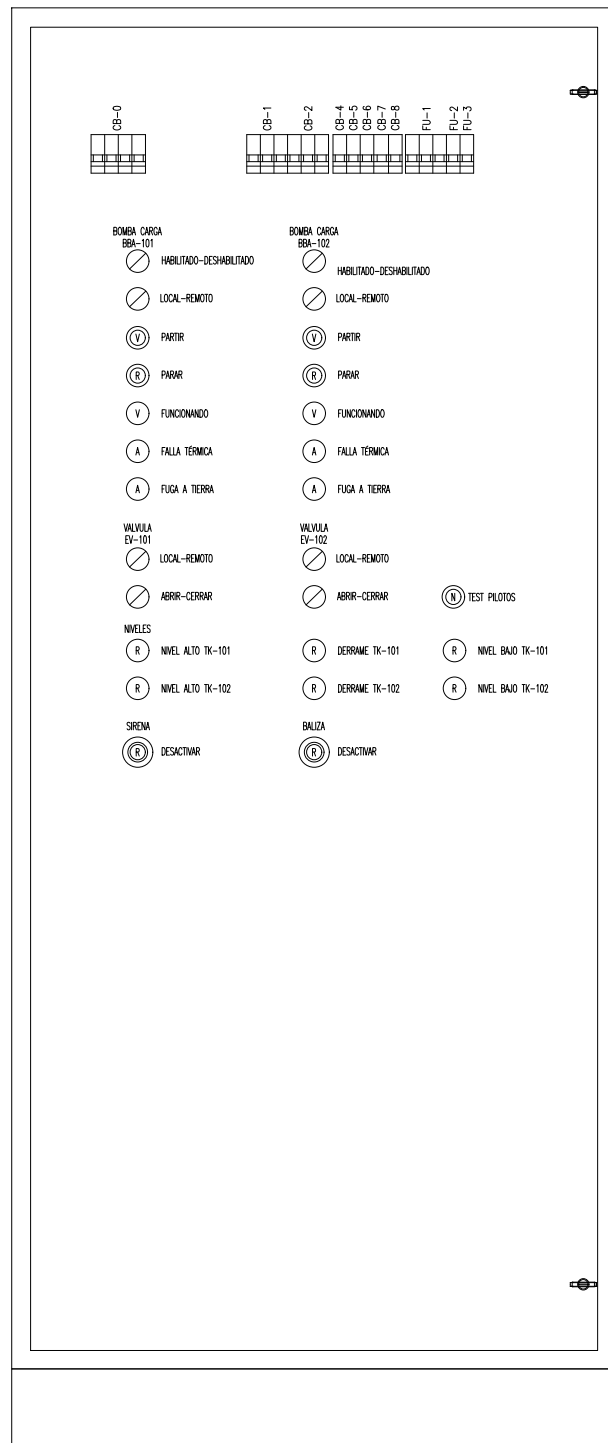 CB-0
CB-1
CB-2
CB-4
CB-5
CB-6
CB-7
CB-8
FU-1
FU-2
FU-3
BOMBA CARGA
BBA-101
HABILITADO-DESHABILITADO
LOCAL-REMOTO
V PARTIR
R PARAR
V FUNCIONANDO
A FALLA TÉRMICA
A FUGA A TIERRA
BOMBA CARGA
BBA-102
HABILITADO-DESHABILITADO
LOCAL-REMOTO
V PARTIR
R PARAR
V FUNCIONANDO
A FALLA TÉRMICA
A FUGA A TIERRA
VALVULA
EV-101
LOCAL-REMOTO
ABRIR-CERRAR
VALVULA
EV-102
LOCAL-REMOTO
ABRIR-CERRAR
N TEST PILOTOS
NIVELES
R NIVEL ALTO TK-101
R DERRAME TK-101
R NIVEL BAJO TK-101
R NIVEL ALTO TK-102
R DERRAME TK-102
R NIVEL BAJO TK-102
SIRENA
R DESACTIVAR
BALIZA
R DESACTIVAR